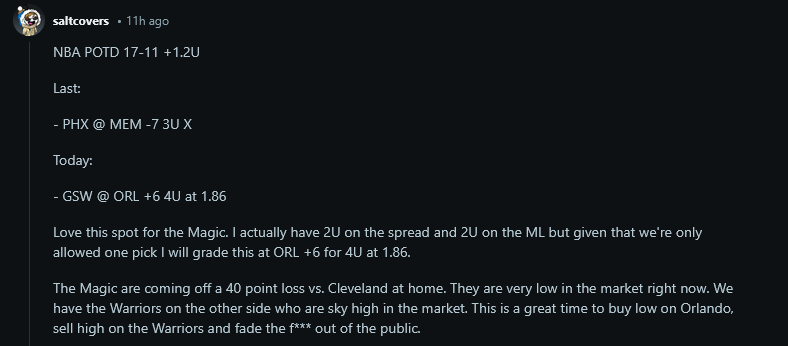 saltcovers • 11h ago
NBA POTD 17-11 +1.2U
Last:
- PHX @ MEM -7 3U X
Today:
- GSW @ ORL +6 4U at 1.86
Love this spot for the Magic. I actually have 2U on the spread and 2U on the ML but given that we're only
allowed one pick I will grade this at ORL +6 for 4U at 1.86.
The Magic are coming off a 40 point loss vs. Cleveland at home. They are very low in the market right now. We
have the Warriors on the other side who are sky high in the market. This is a great time to buy low on Orlando,
sell high on the Warriors and fade the f*** out of the public.